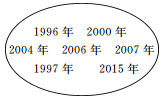 1996 年 2000 年
2004 年 2006 年 2007 年
1997 年 2015 年